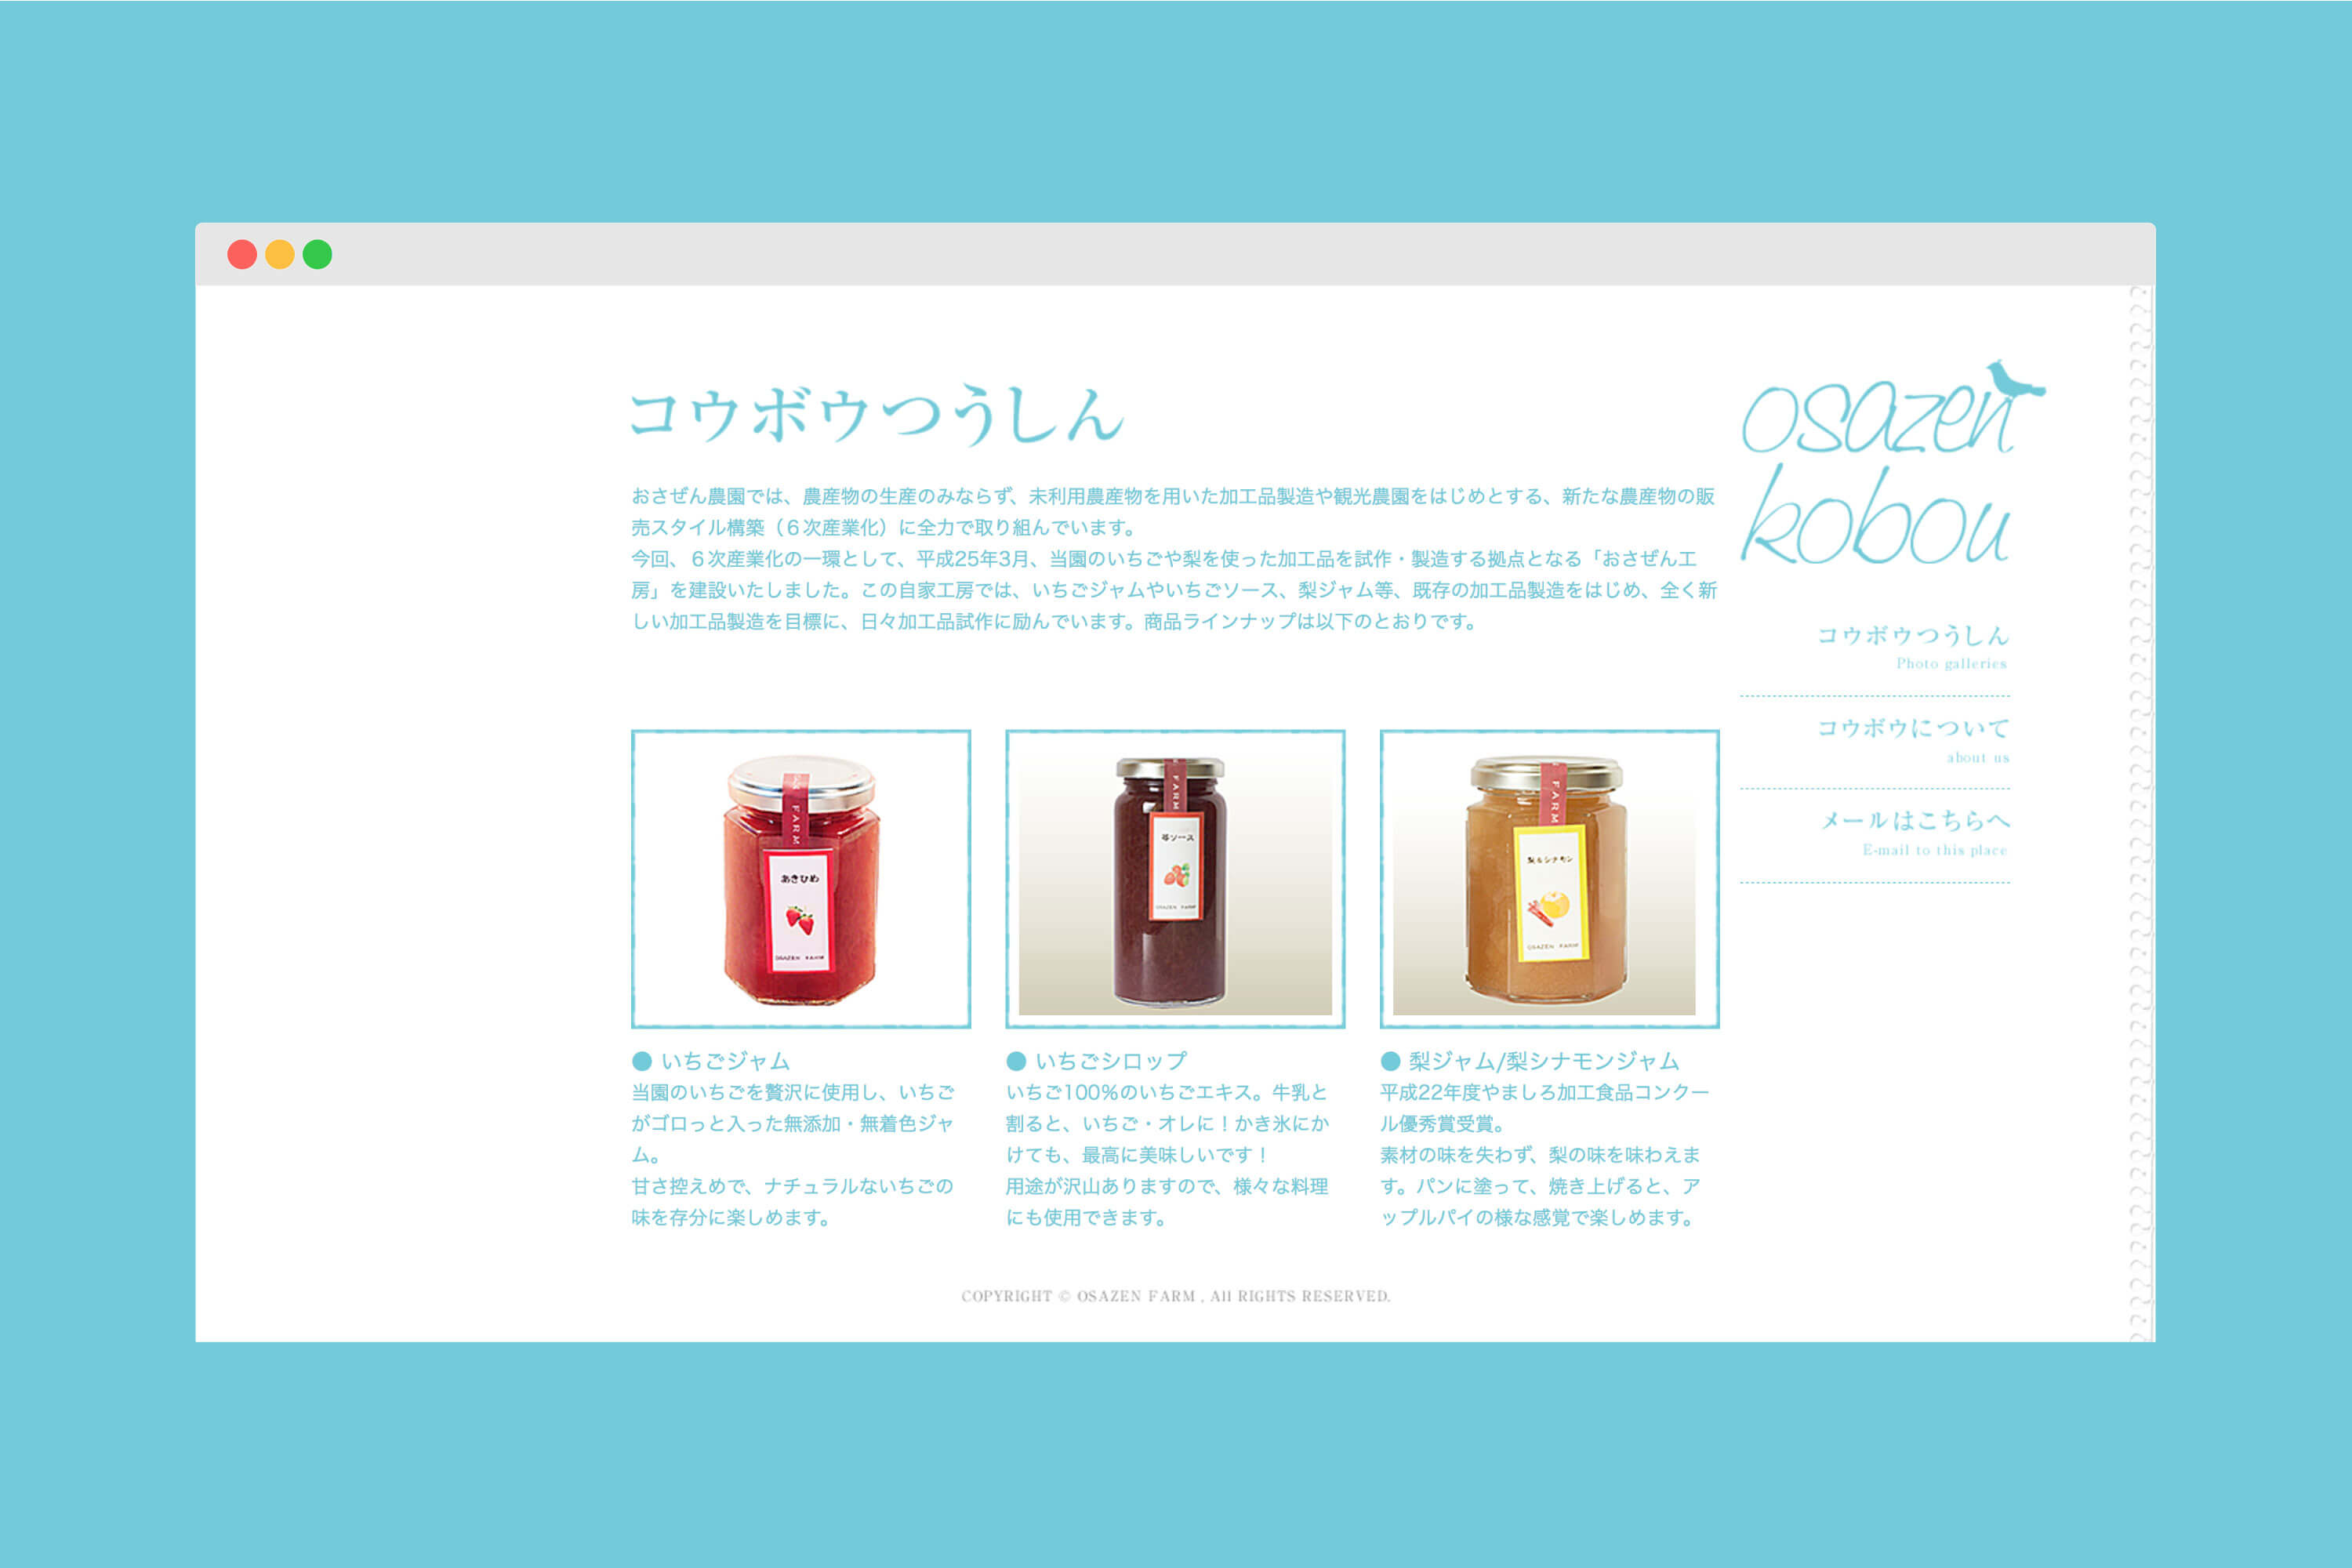 コウボウつうしん
おさぜん農園では、農産物の生産のみならず、未利用農産物を用いた加工品製造や観光農園をはじめとする、新たな農産物の販
売スタイル構築（６次産業化）に全力で取り組んでいます。
今回、６次産業化の一環として、平成25年3月、当園のいちごや梨を使った加工品を試作・製造する拠点となる「おさぜん工
房」を建設いたしました。この自家工房では、いちごジャムやいちごソース、梨ジャム等、既存の加工品製造をはじめ、全く新
しい加工品製造を目標に、日々加工品試作に励んでいます。商品ラインナップは以下のとおりです。
osazen
kobou
コウボウつうしん
Photo galleries
コウボウについて
about us
メールはこちらへ
E-mail to this place
FARM
あきひめ
OSAZEN FARM
FARM
苺ソース
OSAZEN FARM
FARM
梨&シナモン
OSAZEN FARM
● いちごジャム
当園のいちごを贅沢に使用し、いちご
がゴロっと入った無添加・無着色ジャ
ム。
甘さ控えめで、ナチュラルないちごの
味を存分に楽しめます。
● いちごシロップ
いちご100%のいちごエキス。牛乳と
割ると、いちご・オレに！かき氷にか
けても、最高に美味しいです！
用途が沢山ありますので、様々な料理
にも使用できます。
● 梨ジャム/梨シナモンジャム
平成22年度やましろ加工食品コンクー
ル優秀賞受賞。
素材の味を失わず、梨の味を味わえま
す。パンに塗って、焼き上げると、ア
ップルパイの様な感覚で楽しめます。
COPYRIGHT © OSAZEN FARM , All RIGHTS RESERVED.